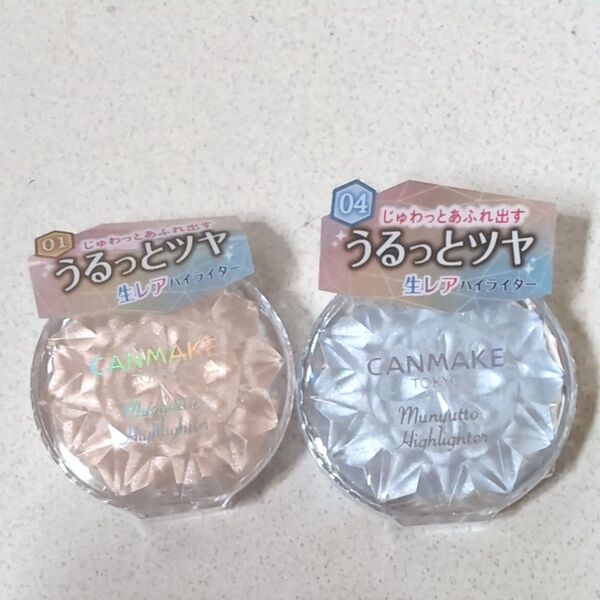 01
じゅわっとあふれ出す
うるっとツヤ
生レアハイライター
CANMAKE
TOKYO
Munyutto
Highlighter
04
じゅわっとあふれ出す
うるっとツヤ
生レアハイライター
CANMAKE
TOKYO
Munyutto
Highlighter